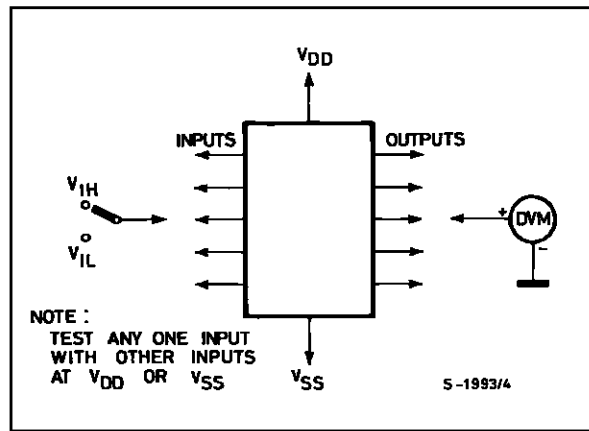 VDD
INPUTS OUTPUTS
VIH
+ DVM
-
VIL
NOTE :
TEST ANY ONE INPUT
WITH OTHER INPUTS
AT VDD OR VSS
VSS
S-1993/4